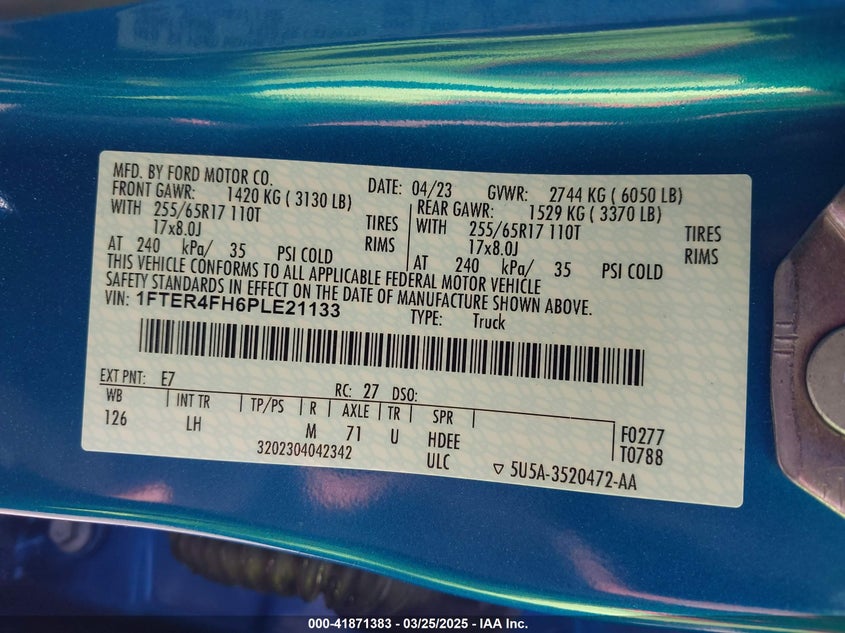 MFD. BY FORD MOTOR CO. DATE: 04/23 GVWR: 2744 KG ( 6050 LB)
FRONT GAWR: 1420 KG ( 3130 LB) REAR GAWR: 1529 KG ( 3370 LB)
WITH 255/65R17 110T TIRES WITH 255/65R17 110T TIRES
17x8.0J RIMS 17x8.0J RIMS
AT 240 kPa/ 35 PSI COLD AT 240 kPa/ 35 PSI COLD
THIS VEHICLE CONFORMS TO ALL APPLICABLE FEDERAL MOTOR VEHICLE
SAFETY STANDARDS IN EFFECT ON THE DATE OF MANUFACTURE SHOWN ABOVE.
VIN: 1FTER4FH6PLE21133 TYPE: Truck
EXT PNT: E7 RC: 27 DSO:
WB INT TR TP/PS R AXLE TR SPR
126 LH M 71 U HDEE F0277
3202304042342 ULC T0788
5U5A-3520472-AA
000-41871383 - 03/25/2025 - IAA Inc.